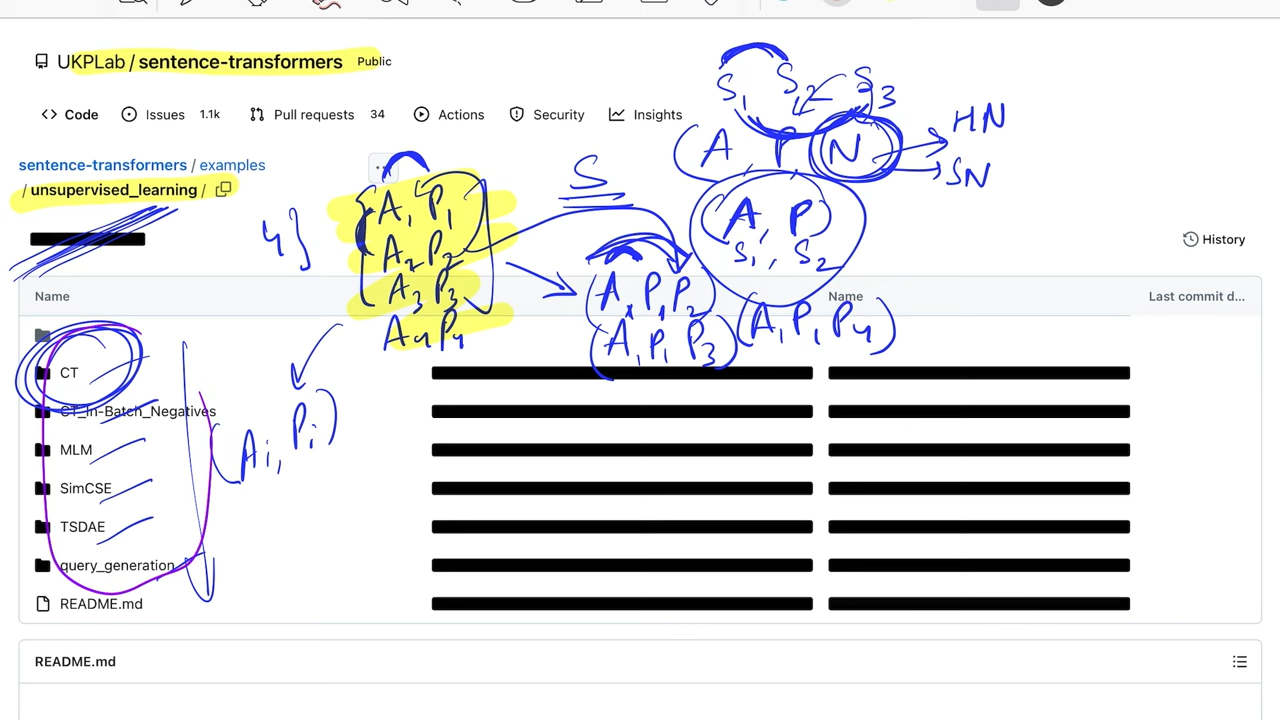 UKPLab / sentence-transformers Public
Code Issues 1.1k Pull requests 34 Actions Security Insights
sentence-transformers / examples
/ unsupervised_learning /
S1 S2 S3
(A, P, N)
HN
SN
(A, P)
S1, S2
S
4}
A1 P1
A2 P2
A3 P3
A4 P4
(A1 P1 P2)
(A1 P1 P3)
(A1 P1 P4)
(Ai, Pi)
History
Name Name Last commit d...
CT
CT_In-Batch_Negatives
MLM
SimCSE
TSDAE
query_generation
README.md
README.md